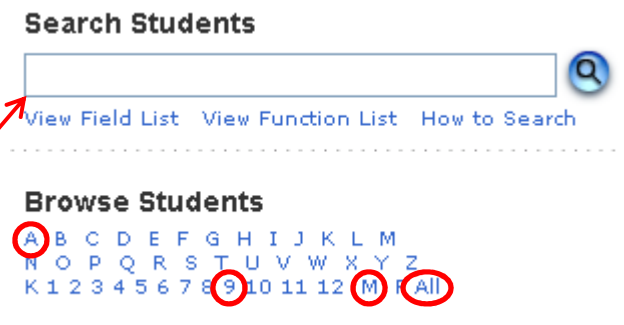 Search Students
View Field List View Function List How to Search
Browse Students
A B C D E F G H I J K L M
N O P Q R S T U V W X Y Z
K 1 2 3 4 5 6 7 8 9 10 11 12 M F All